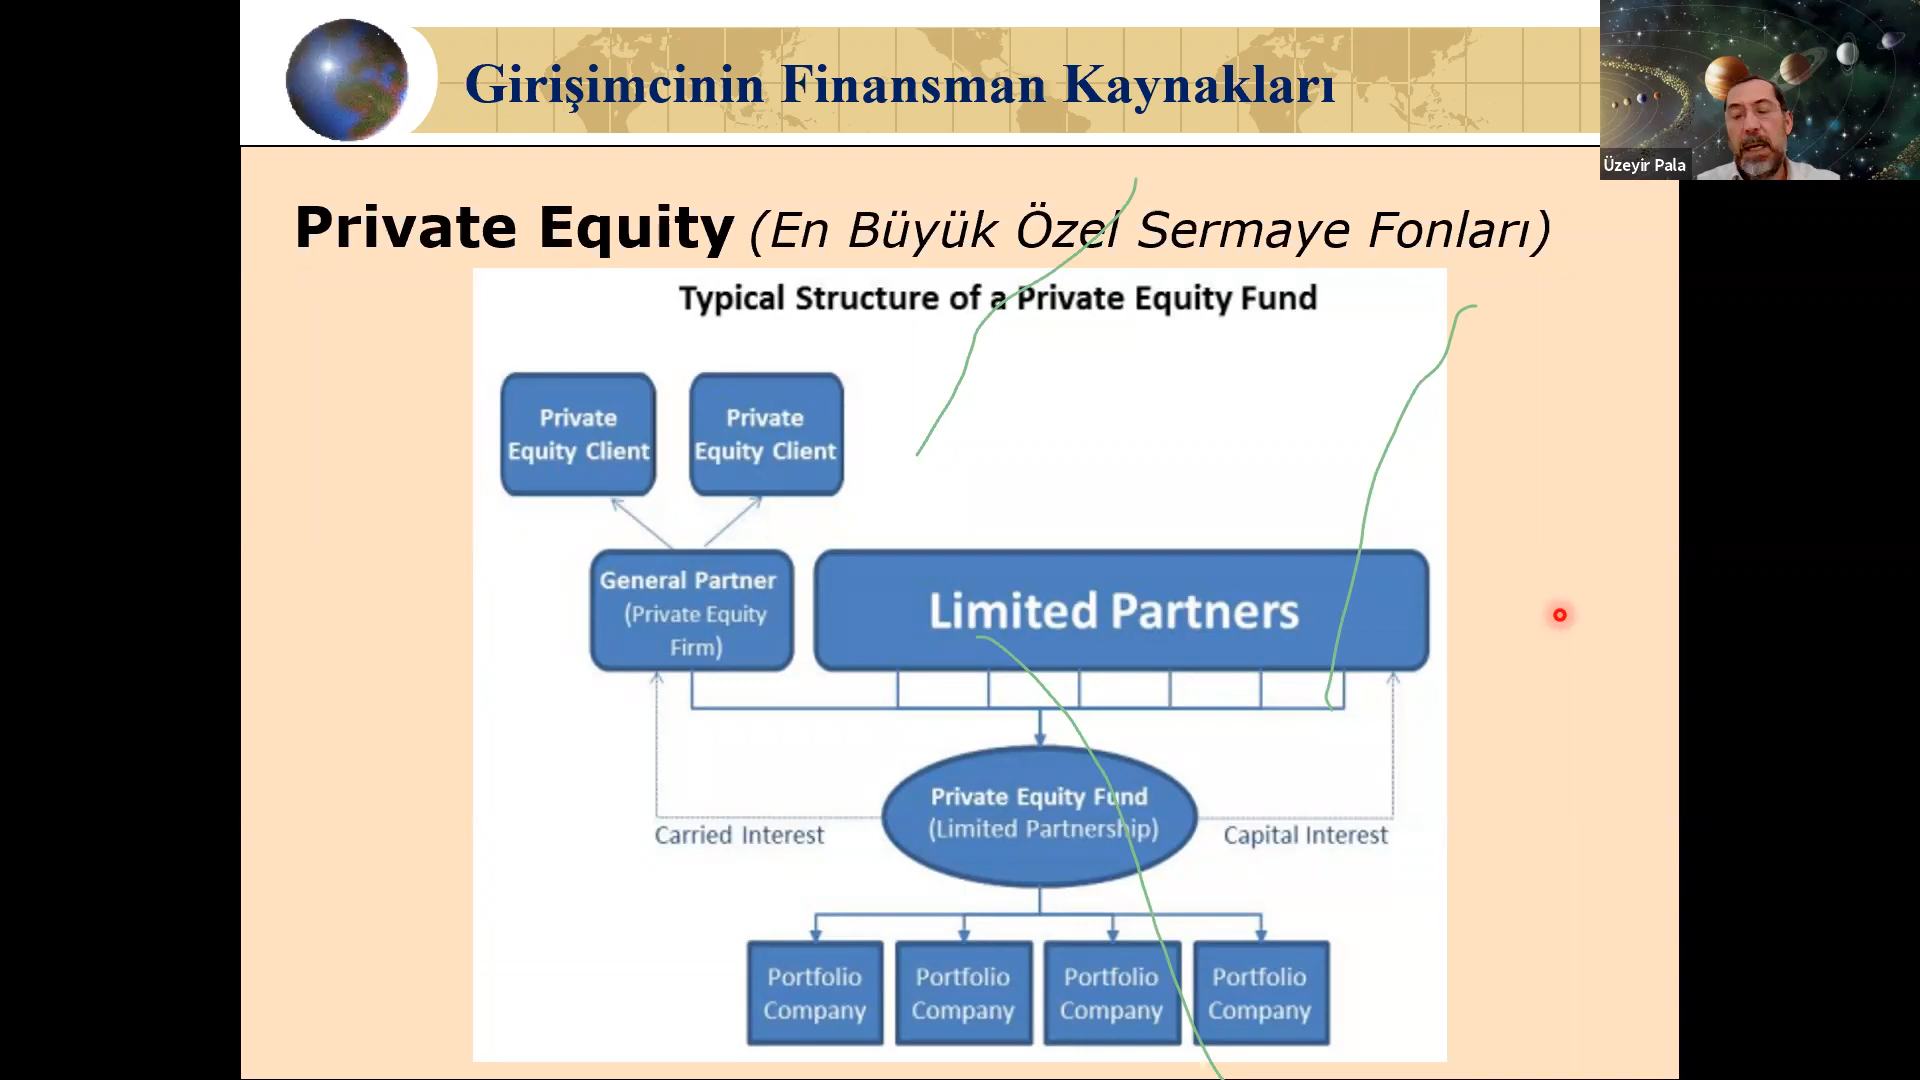 Girişimcinin Finansman Kaynakları
Üzeyir Pala
Private Equity (En Büyük Özel Sermaye Fonları)
Typical Structure of a Private Equity Fund
Private
Equity Client
Private
Equity Client
General Partner
(Private Equity
Firm)
Limited Partners
Private Equity Fund
(Limited Partnership)
Carried Interest
Capital Interest
Portfolio
Company
Portfolio
Company
Portfolio
Company
Portfolio
Company